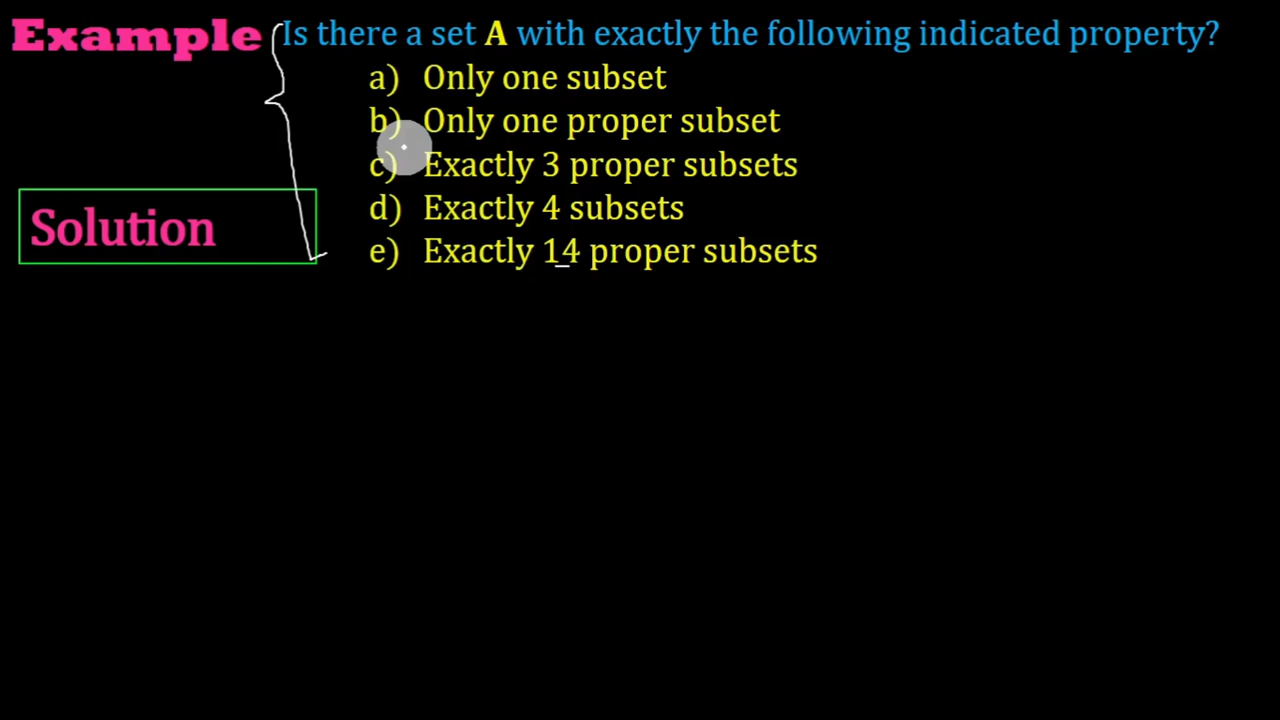 Example Is there a set A with exactly the following indicated property?
a) Only one subset
b) Only one proper subset
c) Exactly 3 proper subsets
d) Exactly 4 subsets
Solution
e) Exactly 14 proper subsets